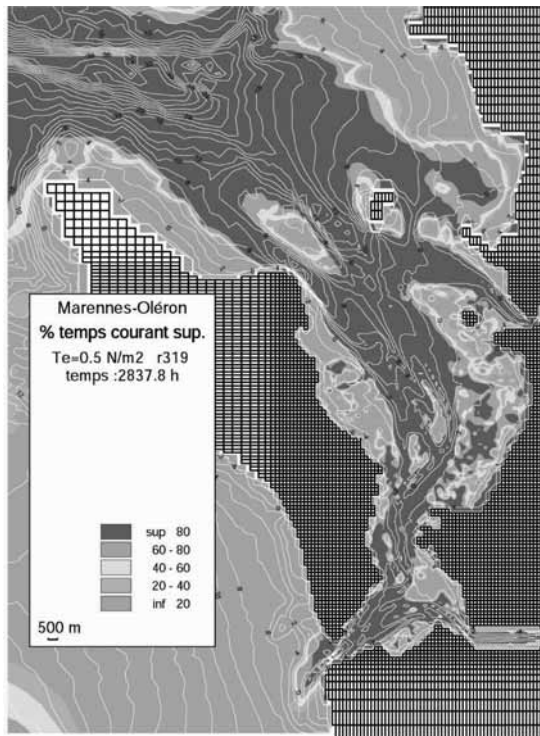 Marennes-Oléron
% temps courant sup.
Te=0.5 N/m2 r319
temps :2837.8 h
sup 80
60 - 80
40 - 60
20 - 40
inf 20
500 m